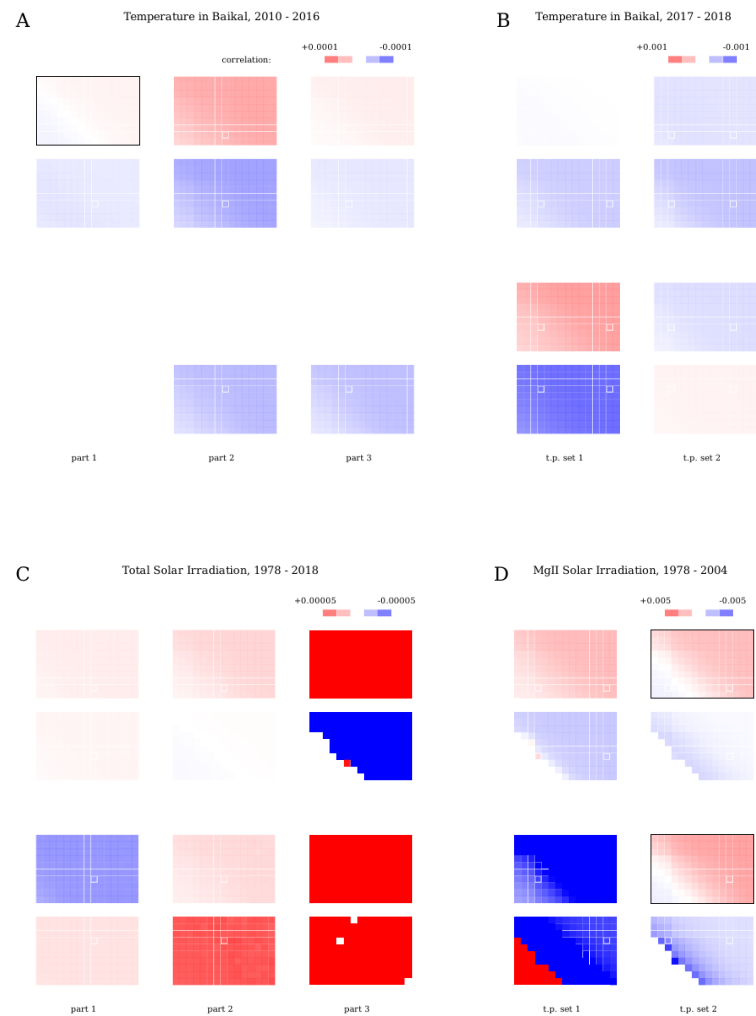 A
Temperature in Baikal, 2010 - 2016
correlation:
+0.0001
-0.0001
part 1
part 2
part 3
B
Temperature in Baikal, 2017 - 2018
+0.001
-0.001
t.p. set 1
t.p. set 2
C
Total Solar Irradiation, 1978 - 2018
+0.00005
-0.00005
part 1
part 2
part 3
D
MgII Solar Irradiation, 1978 - 2004
+0.005
-0.005
t.p. set 1
t.p. set 2